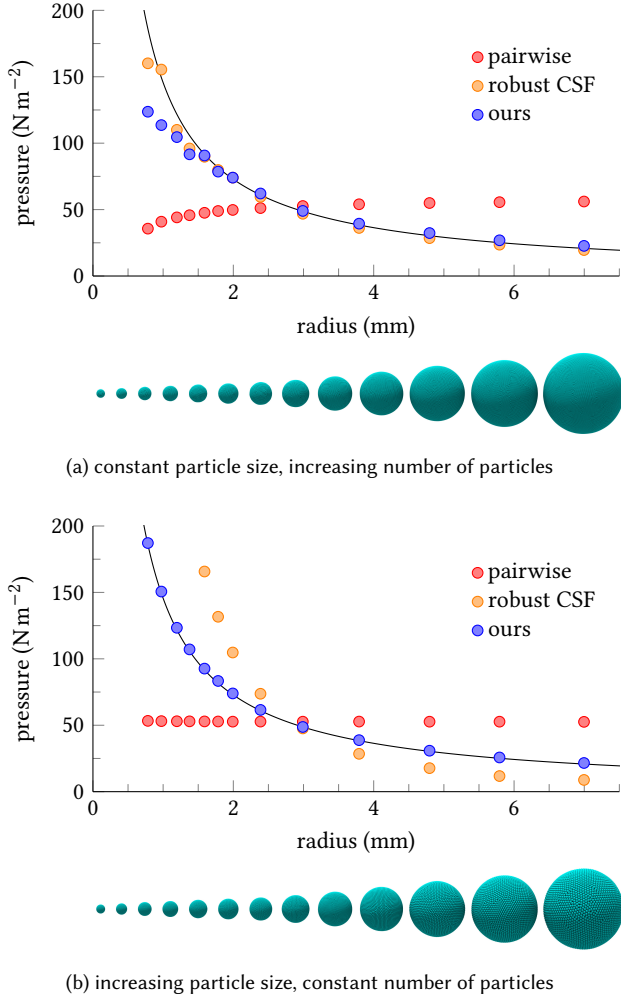 200
150
100
50
0
pressure (N m⁻²)
pairwise
robust CSF
ours
0 2 4 6
radius (mm)
(a) constant particle size, increasing number of particles
200
150
100
50
0
pressure (N m⁻²)
pairwise
robust CSF
ours
0 2 4 6
radius (mm)
(b) increasing particle size, constant number of particles